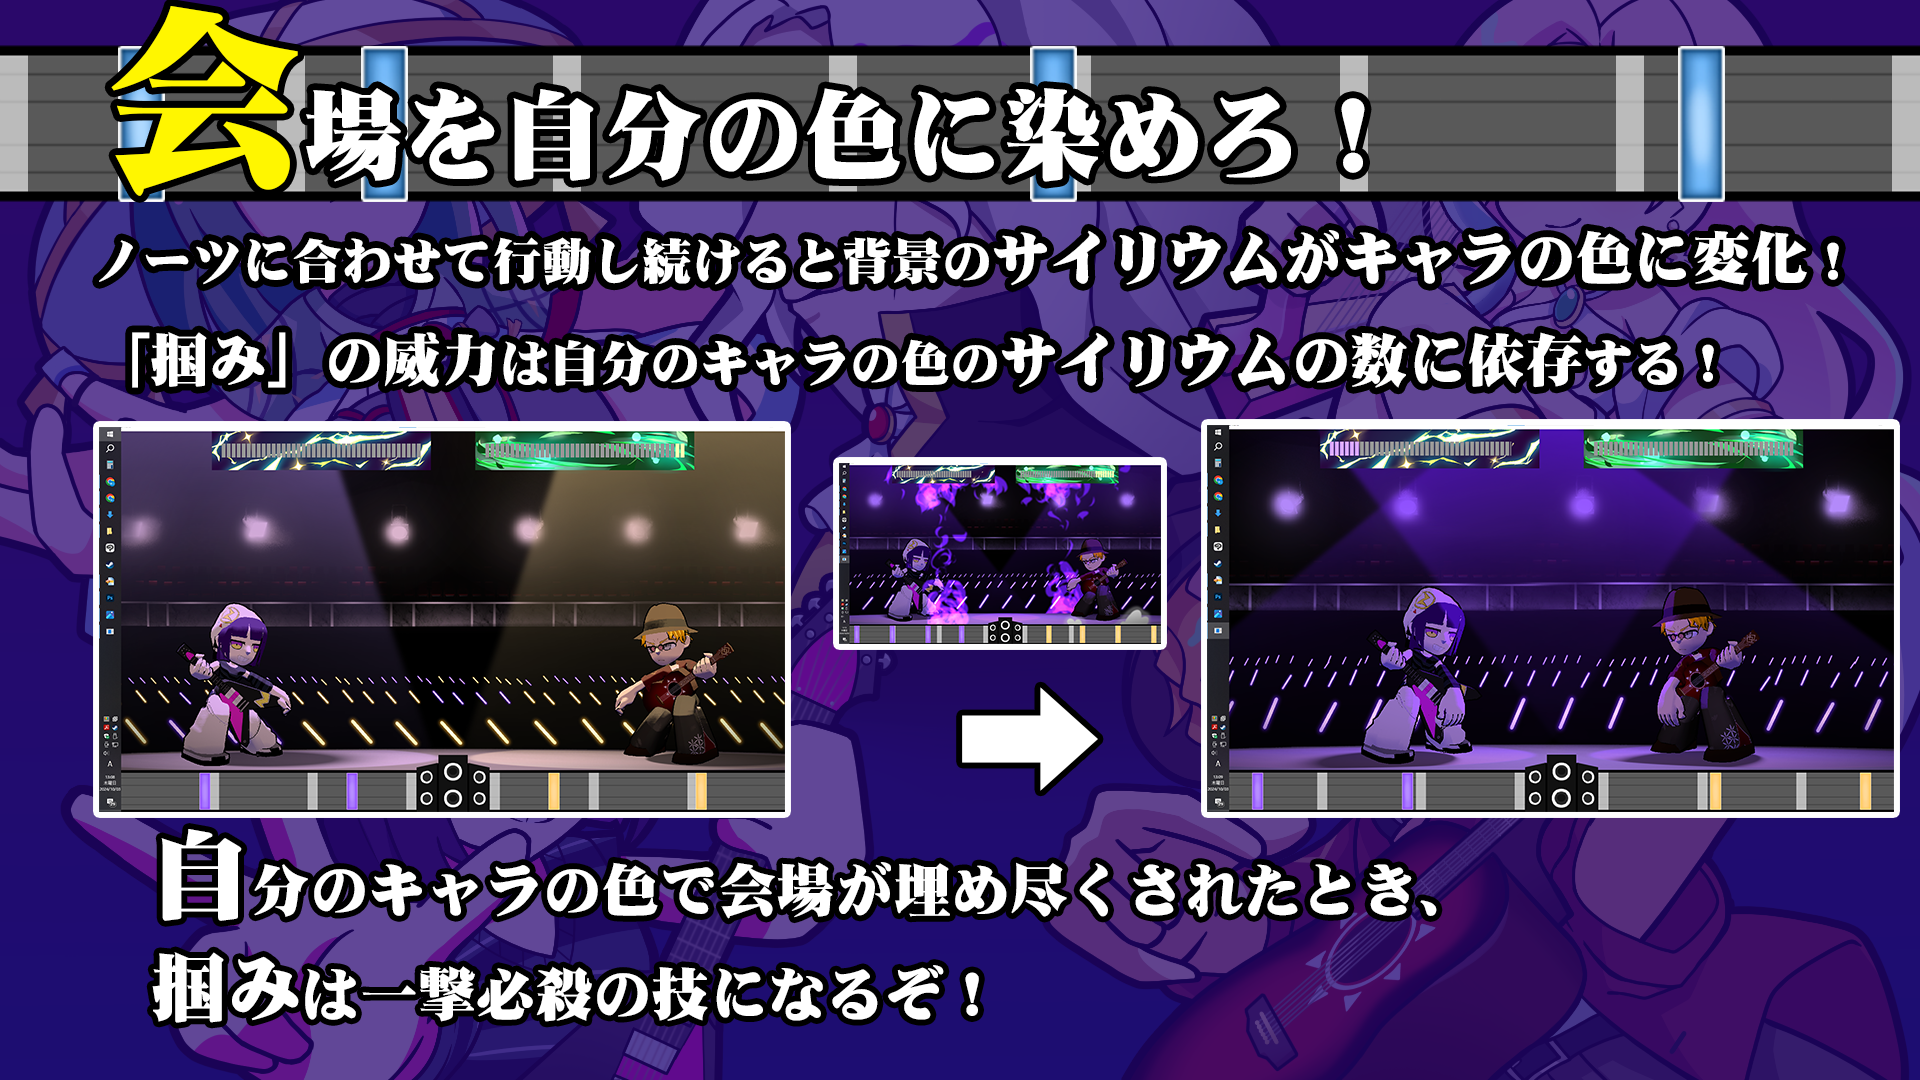 会場を自分の色に染めろ！
ノーツに合わせて行動し続けると背景のサイリウムがキャラの色に変化！
「掴み」の威力は自分のキャラの色のサイリウムの数に依存する！
自分のキャラの色で会場が埋め尽くされたとき、
掴みは一撃必殺の技になるぞ！